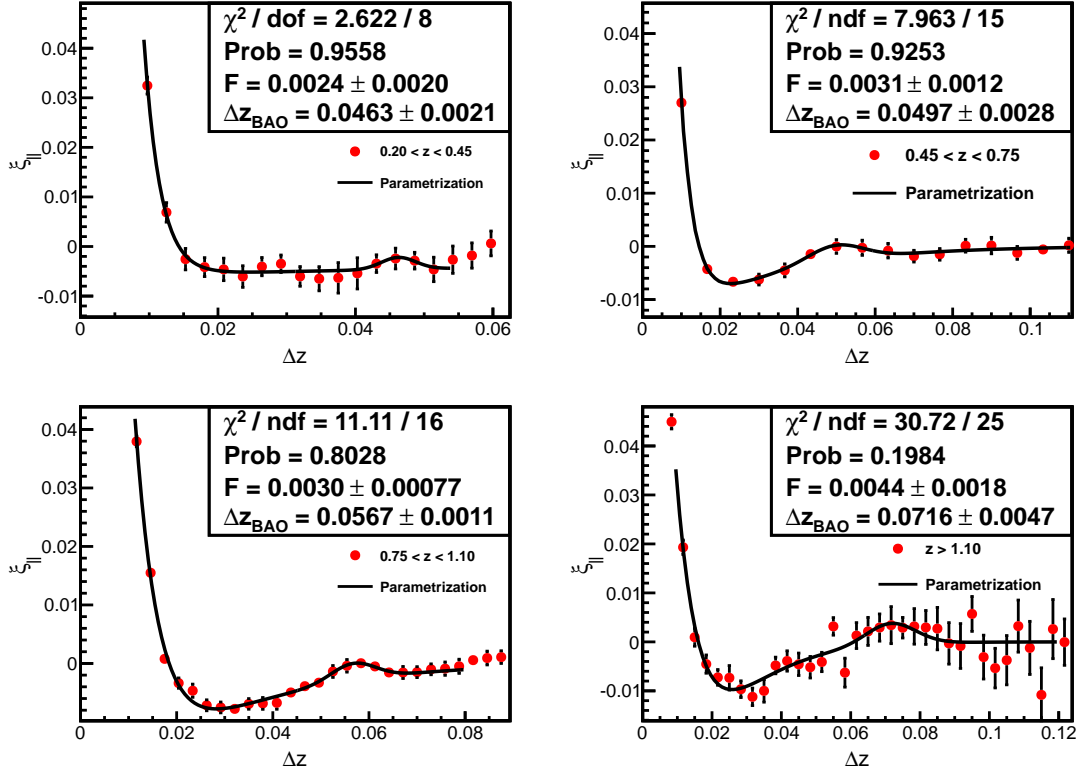 χ² / dof = 2.622 / 8
Prob = 0.9558
F = 0.0024 ± 0.0020
Δz_BAO = 0.0463 ± 0.0021
0.20 < z < 0.45
Parametrization
ξ_||
0.04
0.03
0.02
0.01
0
-0.01
0 0.02 0.04 0.06
Δz
χ² / ndf = 7.963 / 15
Prob = 0.9253
F = 0.0031 ± 0.0012
Δz_BAO = 0.0497 ± 0.0028
0.45 < z < 0.75
Parametrization
ξ_||
0.04
0.03
0.02
0.01
0
-0.01
0 0.02 0.04 0.06 0.08 0.1
Δz
χ² / ndf = 11.11 / 16
Prob = 0.8028
F = 0.0030 ± 0.00077
Δz_BAO = 0.0567 ± 0.0011
0.75 < z < 1.10
Parametrization
ξ_||
0.04
0.03
0.02
0.01
0
0 0.02 0.04 0.06 0.08
Δz
χ² / ndf = 30.72 / 25
Prob = 0.1984
F = 0.0044 ± 0.0018
Δz_BAO = 0.0716 ± 0.0047
z > 1.10
Parametrization
ξ_||
0.04
0.03
0.02
0.01
0
-0.01
0 0.02 0.04 0.06 0.08 0.1 0.12
Δz